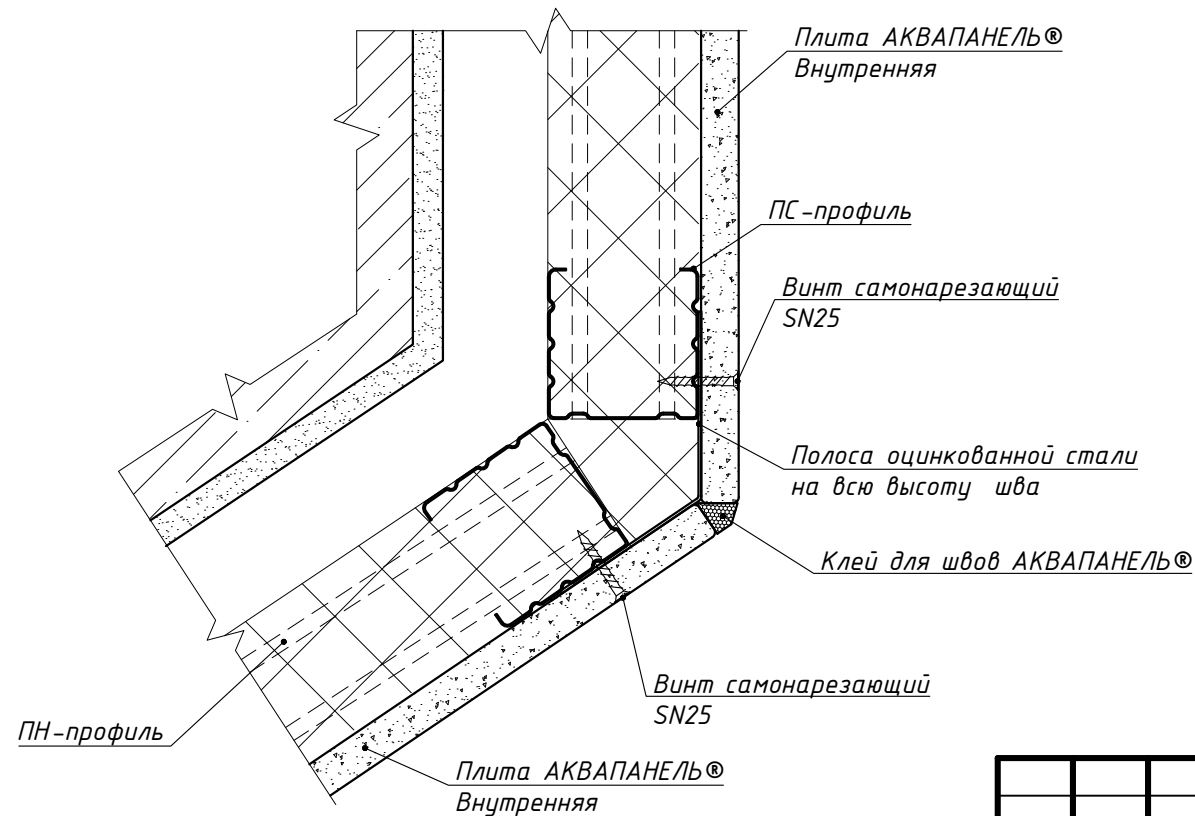 Плита АКВАПАНЕЛЬ®
Внутренняя
ПС-профиль
Винт самонарезающий
SN25
Полоса оцинкованной стали
на всю высоту шва
Клей для швов АКВАПАНЕЛЬ®
Винт самонарезающий
SN25
ПН-профиль
Плита АКВАПАНЕЛЬ®
Внутренняя